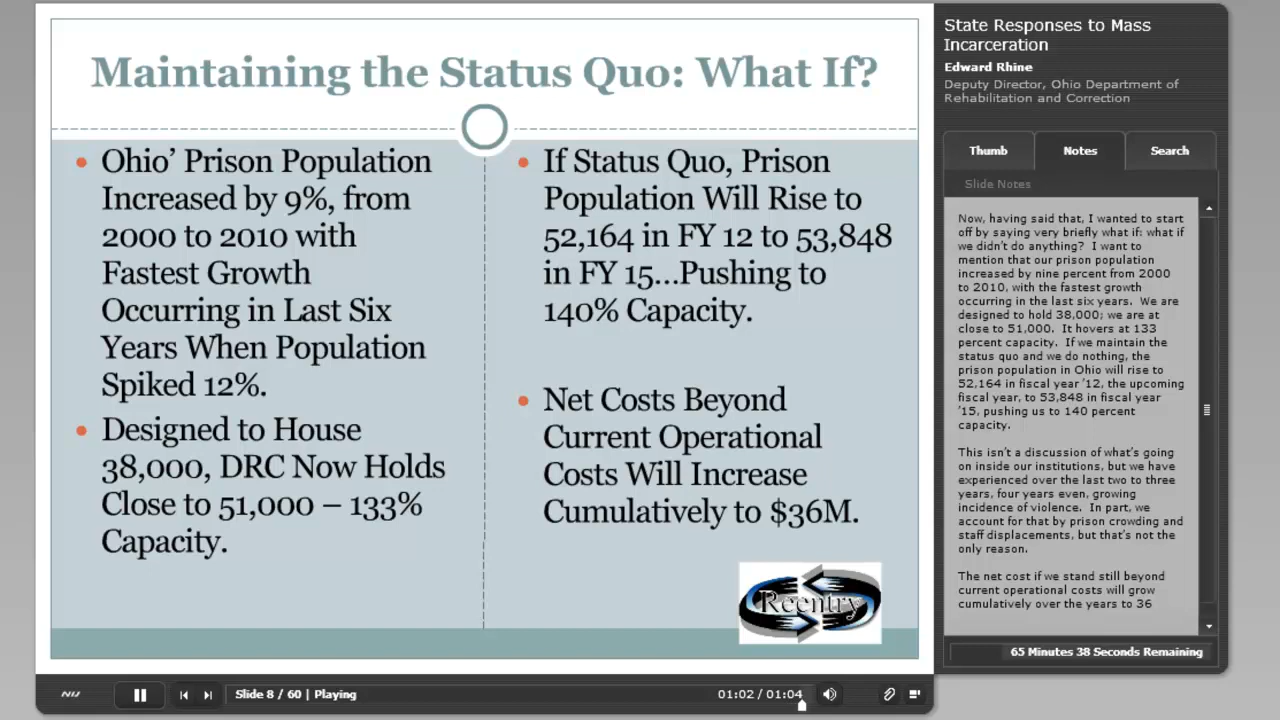 Maintaining the Status Quo: What If?
• Ohio’ Prison Population
Increased by 9%, from
2000 to 2010 with
Fastest Growth
Occurring in Last Six
Years When Population
Spiked 12%.
• Designed to House
38,000, DRC Now Holds
Close to 51,000 – 133%
Capacity.
• If Status Quo, Prison
Population Will Rise to
52,164 in FY 12 to 53,848
in FY 15…Pushing to
140% Capacity.
• Net Costs Beyond
Current Operational
Costs Will Increase
Cumulatively to $36M.
Reentry
State Responses to Mass
Incarceration
Edward Rhine
Deputy Director, Ohio Department of
Rehabilitation and Correction
Thumb
Notes
Search
Slide Notes
Now, having said that, I wanted to start
off by saying very briefly what if: what if
we didn’t do anything?  I want to
mention that our prison population
increased by nine percent from 2000
to 2010, with the fastest growth
occurring in the last six years.  We are
designed to hold 38,000; we are at
close to 51,000.  It hovers at 133
percent capacity.  If we maintain the
status quo and we do nothing, the
prison population in Ohio will rise to
52,164 in fiscal year ’12, the upcoming
fiscal year, to 53,848 in fiscal year
’15, pushing us to 140 percent
capacity.
This isn’t a discussion of what’s going
on inside our institutions, but we have
experienced over the last two to three
years, four years even, growing
incidence of violence.  In part, we
account for that by prison crowding and
staff displacements, but that’s not the
only reason.
The net cost if we stand still beyond
current operational costs will grow
cumulatively over the years to 36
65 Minutes 38 Seconds Remaining
Slide 8 / 60 | Playing
01:02 / 01:04